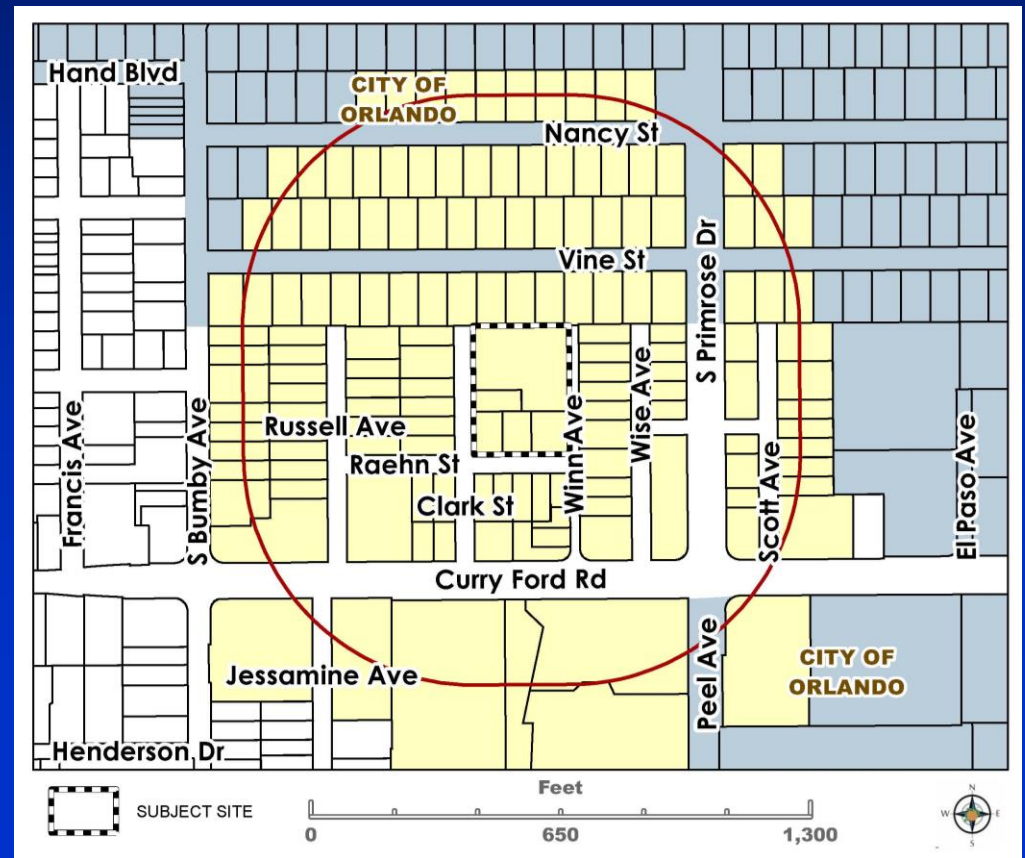 Hand Blvd
CITY OF
ORLANDO
Nancy St
Vine St
S Primrose Dr
Russell Ave
Raehn St
Clark St
Winn Ave
Wise Ave
Scott Ave
Francis Ave
S Bumby Ave
El Paso Ave
Curry Ford Rd
Jessamine Ave
Peel Ave
CITY OF
ORLANDO
Henderson Dr
SUBJECT SITE
Feet
0 650 1,300
N
W E
S